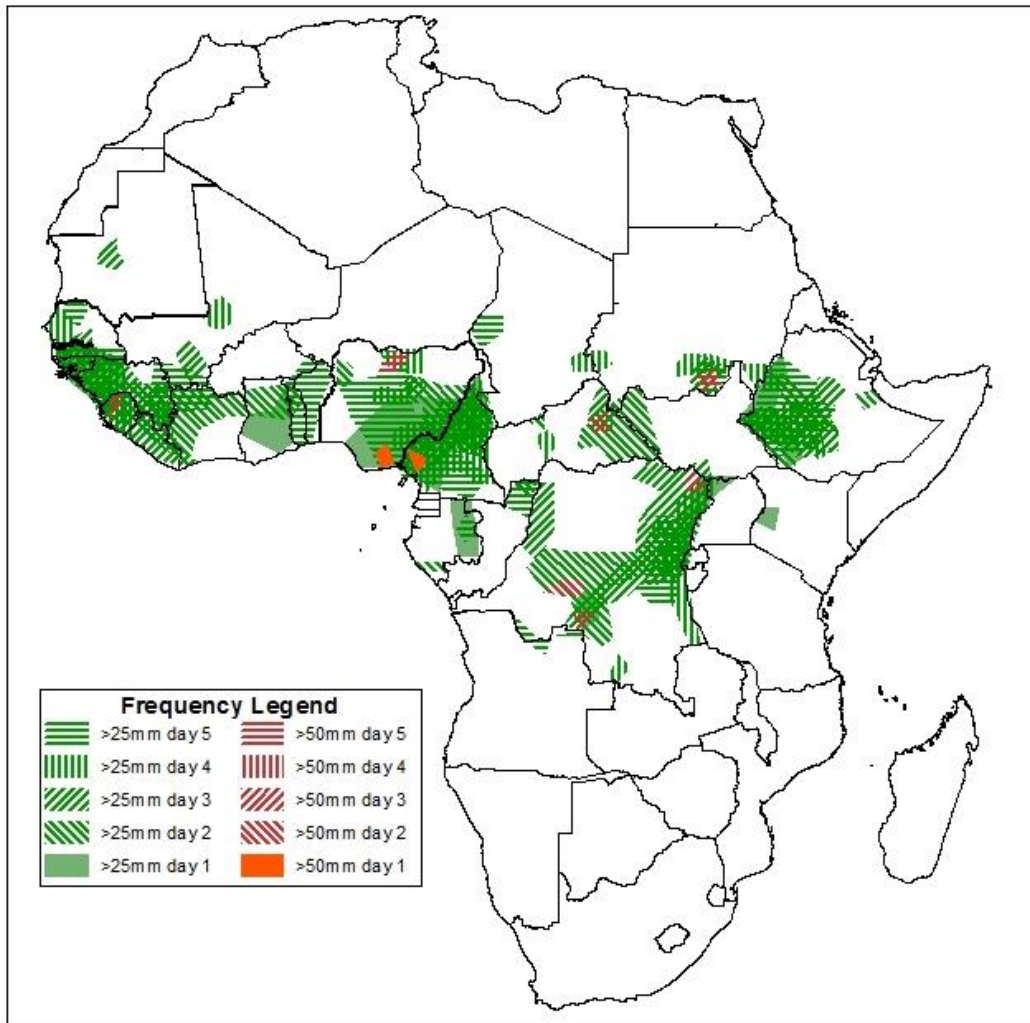 Frequency Legend
>25mm day 5 >50mm day 5
>25mm day 4 >50mm day 4
>25mm day 3 >50mm day 3
>25mm day 2 >50mm day 2
>25mm day 1 >50mm day 1